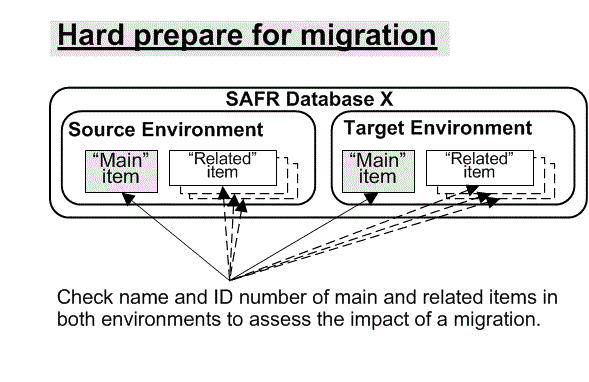 Hard prepare for migration
SAFR Database X
Source Environment
Target Environment
“Main”
item
“Related”
item
“Main”
item
“Related”
item
Check name and ID number of main and related items in
both environments to assess the impact of a migration.